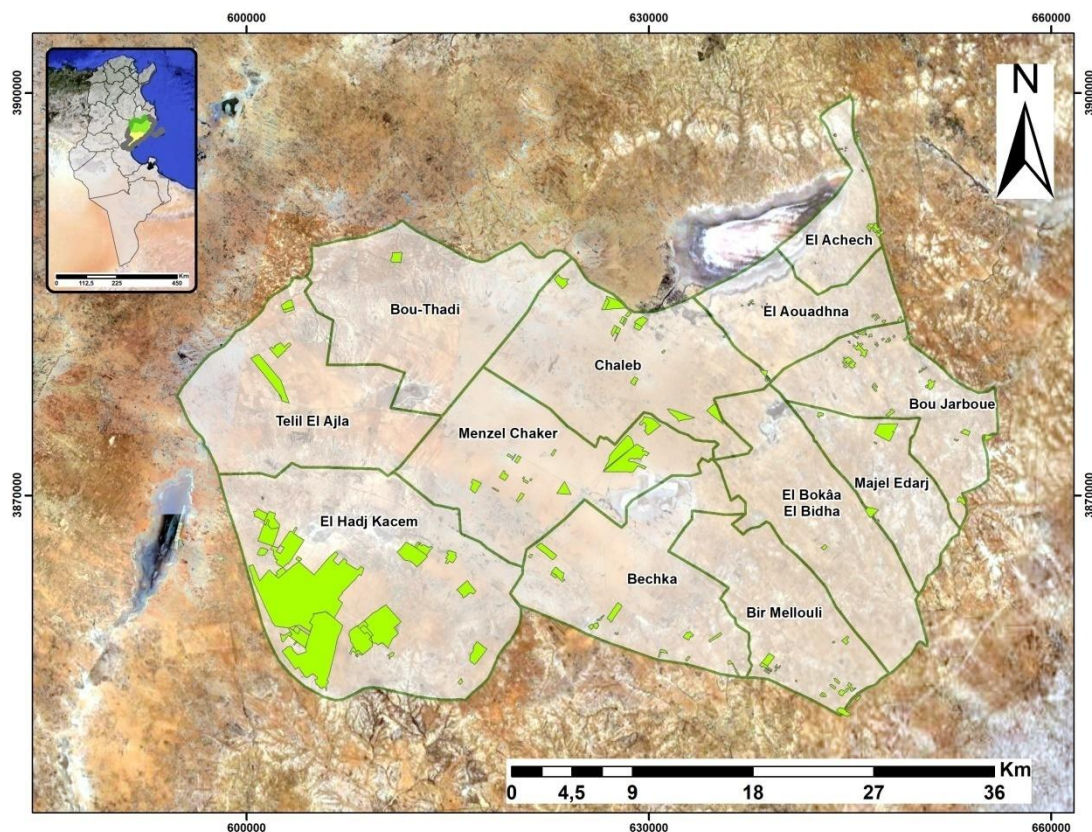 600000 630000 660000
3900000 3900000
N
Km
0 112,5 225 450
El Achech
Bou-Thadi
El Aouadhna
Chaleb
Bou Jarboue
Telil El Ajla
Menzel Chaker
3870000 3870000
Majel Edarj
El Bokâa
El Bidha
El Hadj Kacem
Bechka
Bir Mellouli
Km
0 4,5 9 18 27 36
600000 630000 660000